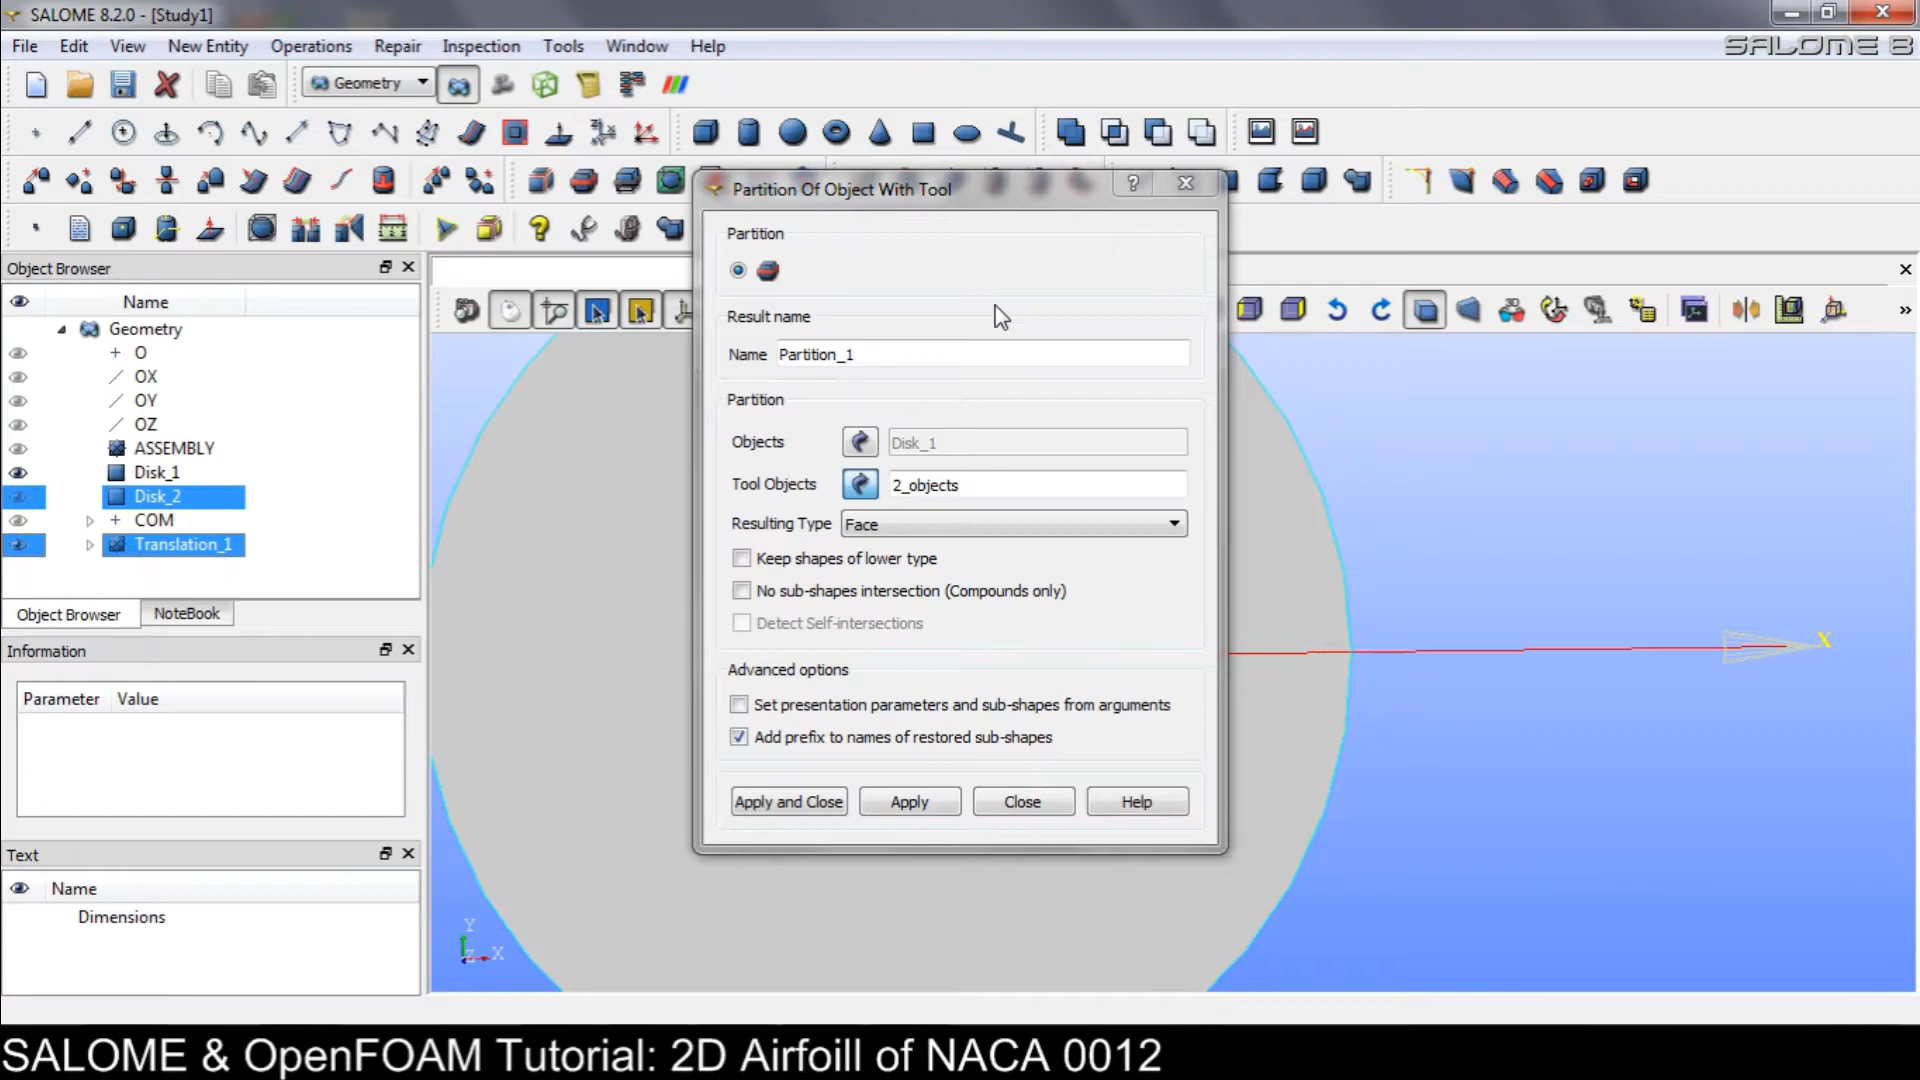 SALOME 8.2.0 - [Study1]
File Edit View New Entity Operations Repair Inspection Tools Window Help
SALOME 8
Geometry
Object Browser
Name
Geometry
O
OX
OY
OZ
ASSEMBLY
Disk_1
Disk_2
COM
Translation_1
Object Browser NoteBook
Information
Parameter Value
Text
Name
Dimensions
Partition Of Object With Tool
Partition
Result name
Name Partition_1
Partition
Objects Disk_1
Tool Objects 2_objects
Resulting Type Face
Keep shapes of lower type
No sub-shapes intersection (Compounds only)
Detect Self-intersections
Advanced options
Set presentation parameters and sub-shapes from arguments
Add prefix to names of restored sub-shapes
Apply and Close Apply Close Help
X
Y
Z X
SALOME & OpenFOAM Tutorial: 2D Airfoill of NACA 0012